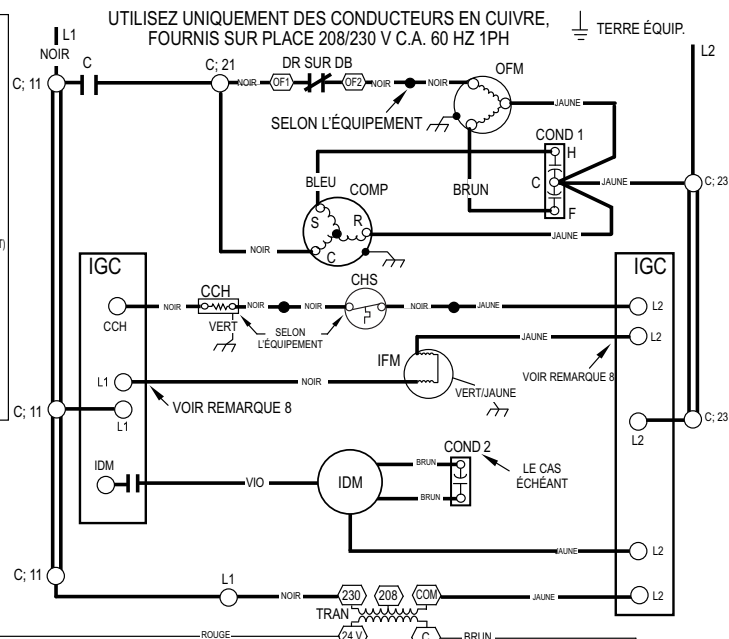 UTILISEZ UNIQUEMENT DES CONDUCTEURS EN CUIVRE,
FOURNIS SUR PLACE 208/230 V C.A. 60 HZ 1PH
TERRE ÉQUIP.
L1
NOIR
L2
C; 11
C
C; 21
DR SUR DB
NOIR
OF1
OF2
NOIR
NOIR
OFM
SELON L'ÉQUIPEMENT
JAUNE
COND 1
H
C
F
JAUNE
C; 23
BLEU
COMP
BRUN
S
R
C
NOIR
JAUNE
T)
IGC
IGC
CCH
NOIR
CCH
NOIR
NOIR
CHS
NOIR
JAUNE
L2
VERT
SELON
L'ÉQUIPEMENT
JAUNE
L2
IFM
VOIR REMARQUE 8
L1
NOIR
VERT/JAUNE
VOIR REMARQUE 8
C; 11
L1
L2
C; 23
COND 2
IDM
VIO
IDM
BRUN
BRUN
LE CAS
ÉCHÉANT
JAUNE
L2
C; 11
L1
NOIR
230
208
COM
JAUNE
L2
TRAN
ROUGE
24 V
C
BRUN